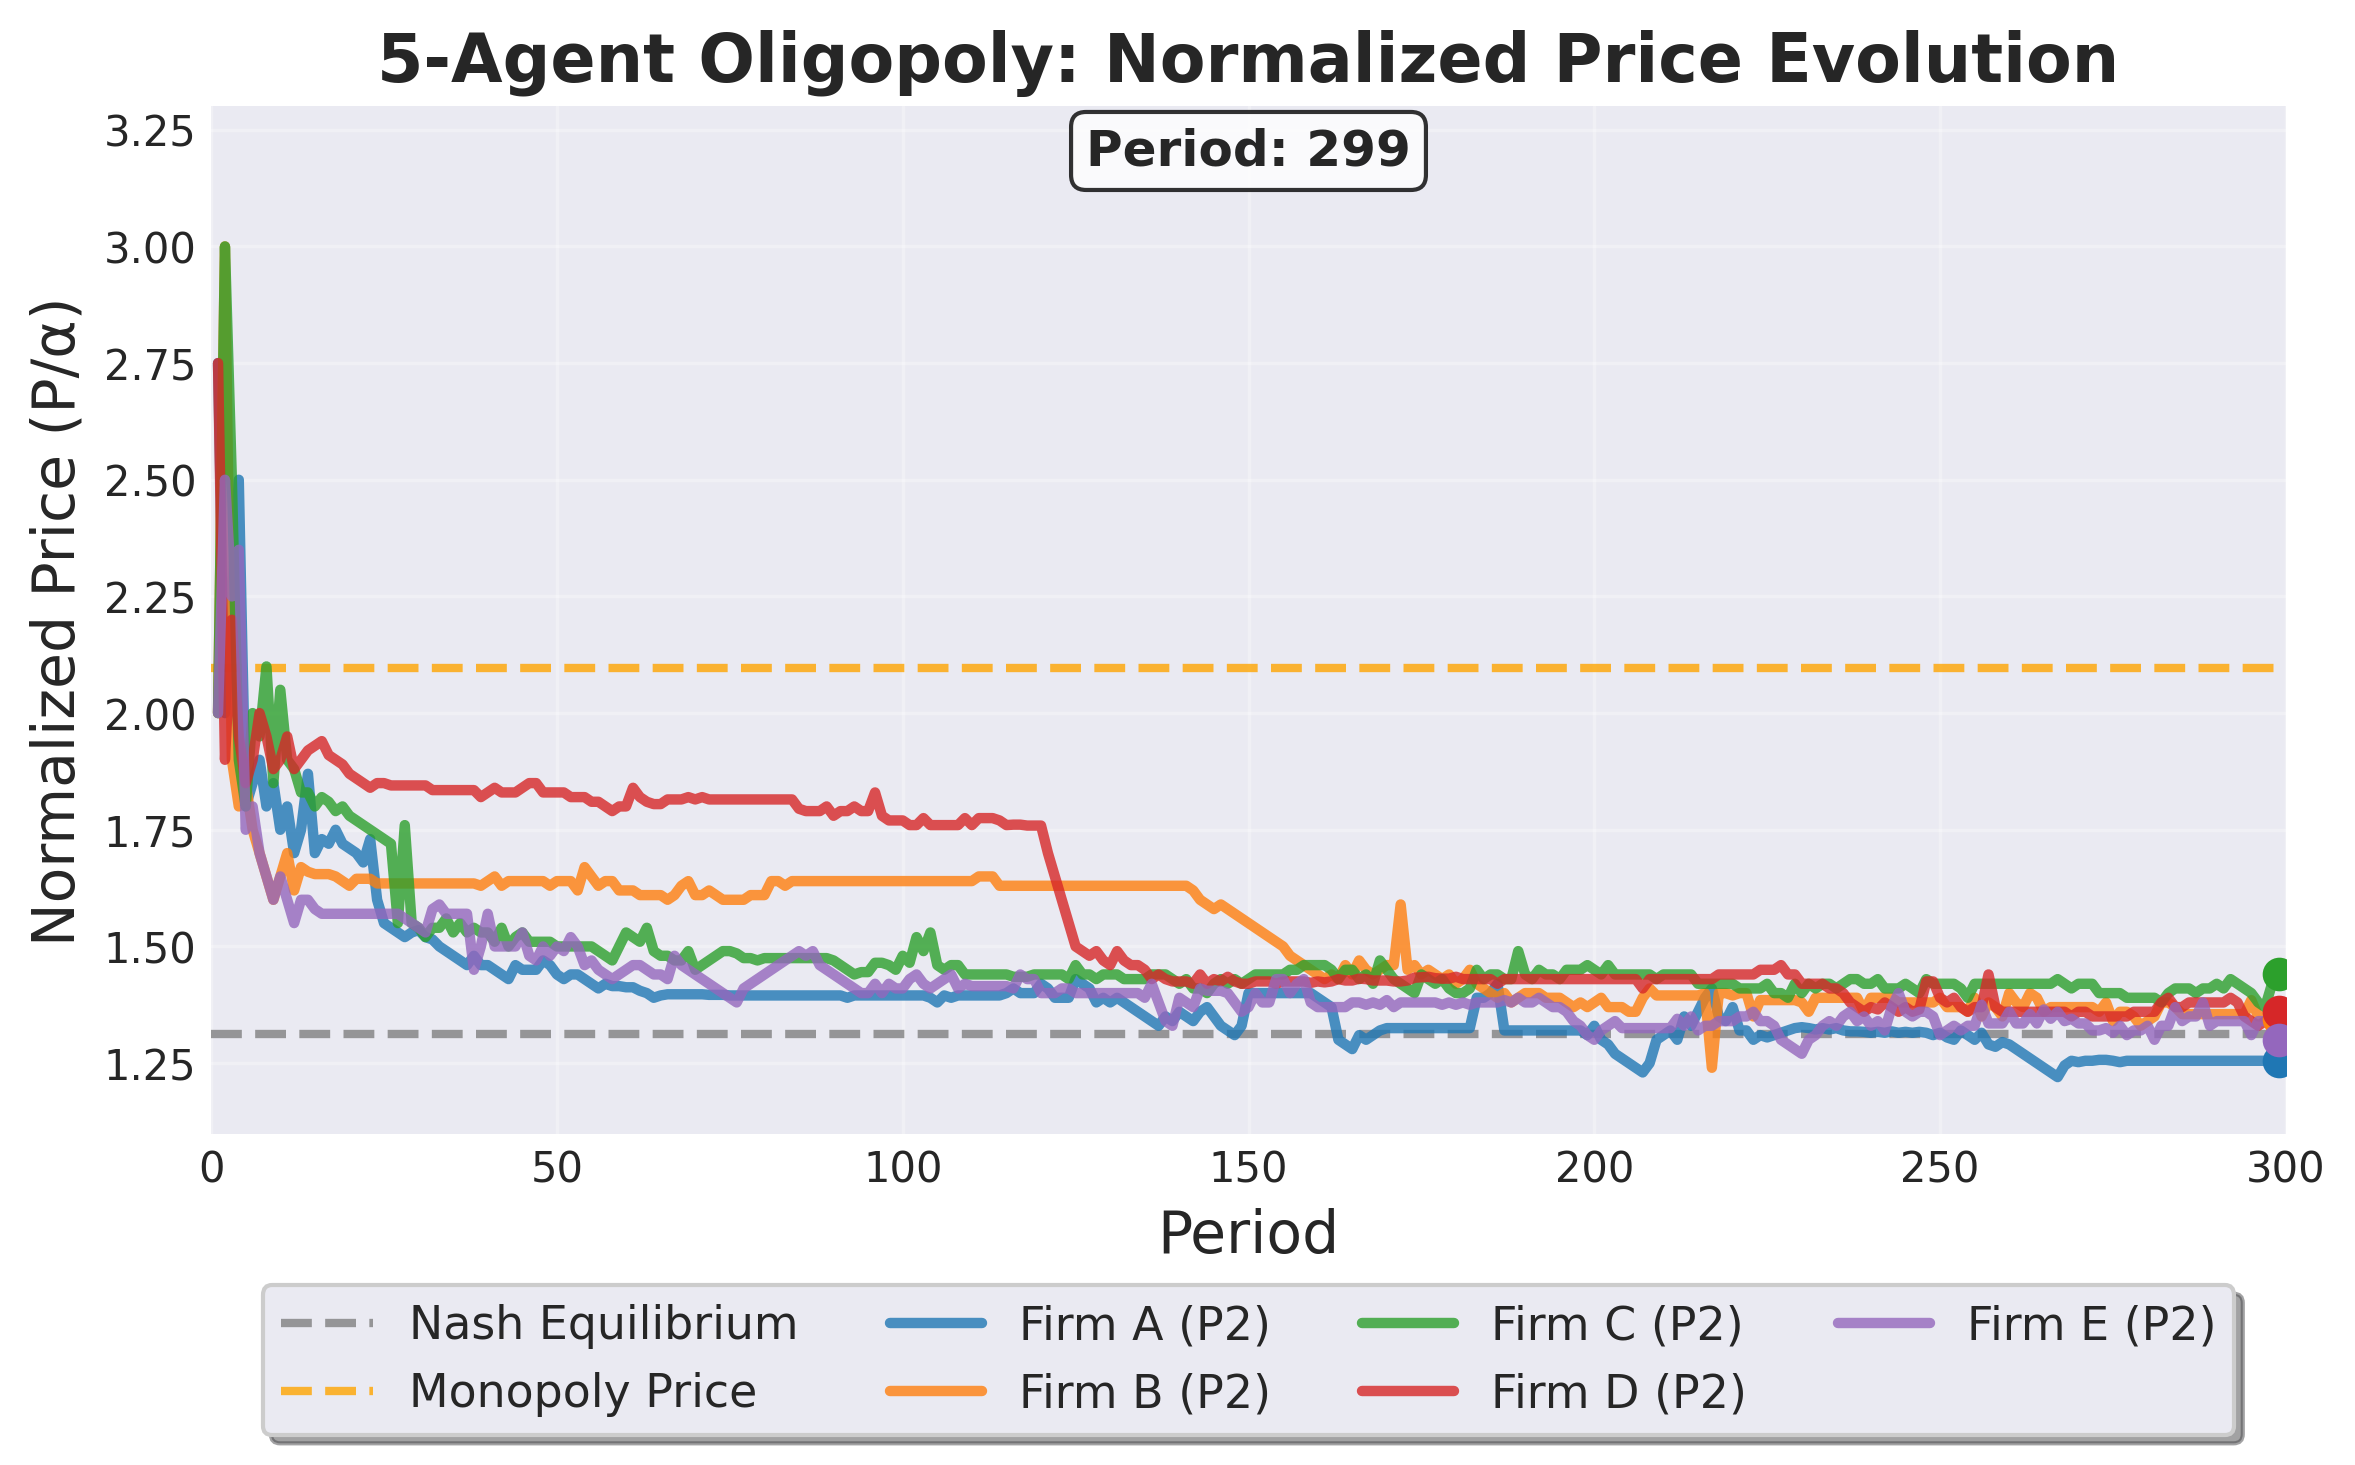 5-Agent Oligopoly: Normalized Price Evolution
Period: 299
Normalized Price (P/α)
3.25
3.00
2.75
2.50
2.25
2.00
1.75
1.50
1.25
0 50 100 150 200 250 300
Period
Nash Equilibrium Firm A (P2) Firm C (P2) Firm E (P2)
Monopoly Price Firm B (P2) Firm D (P2)